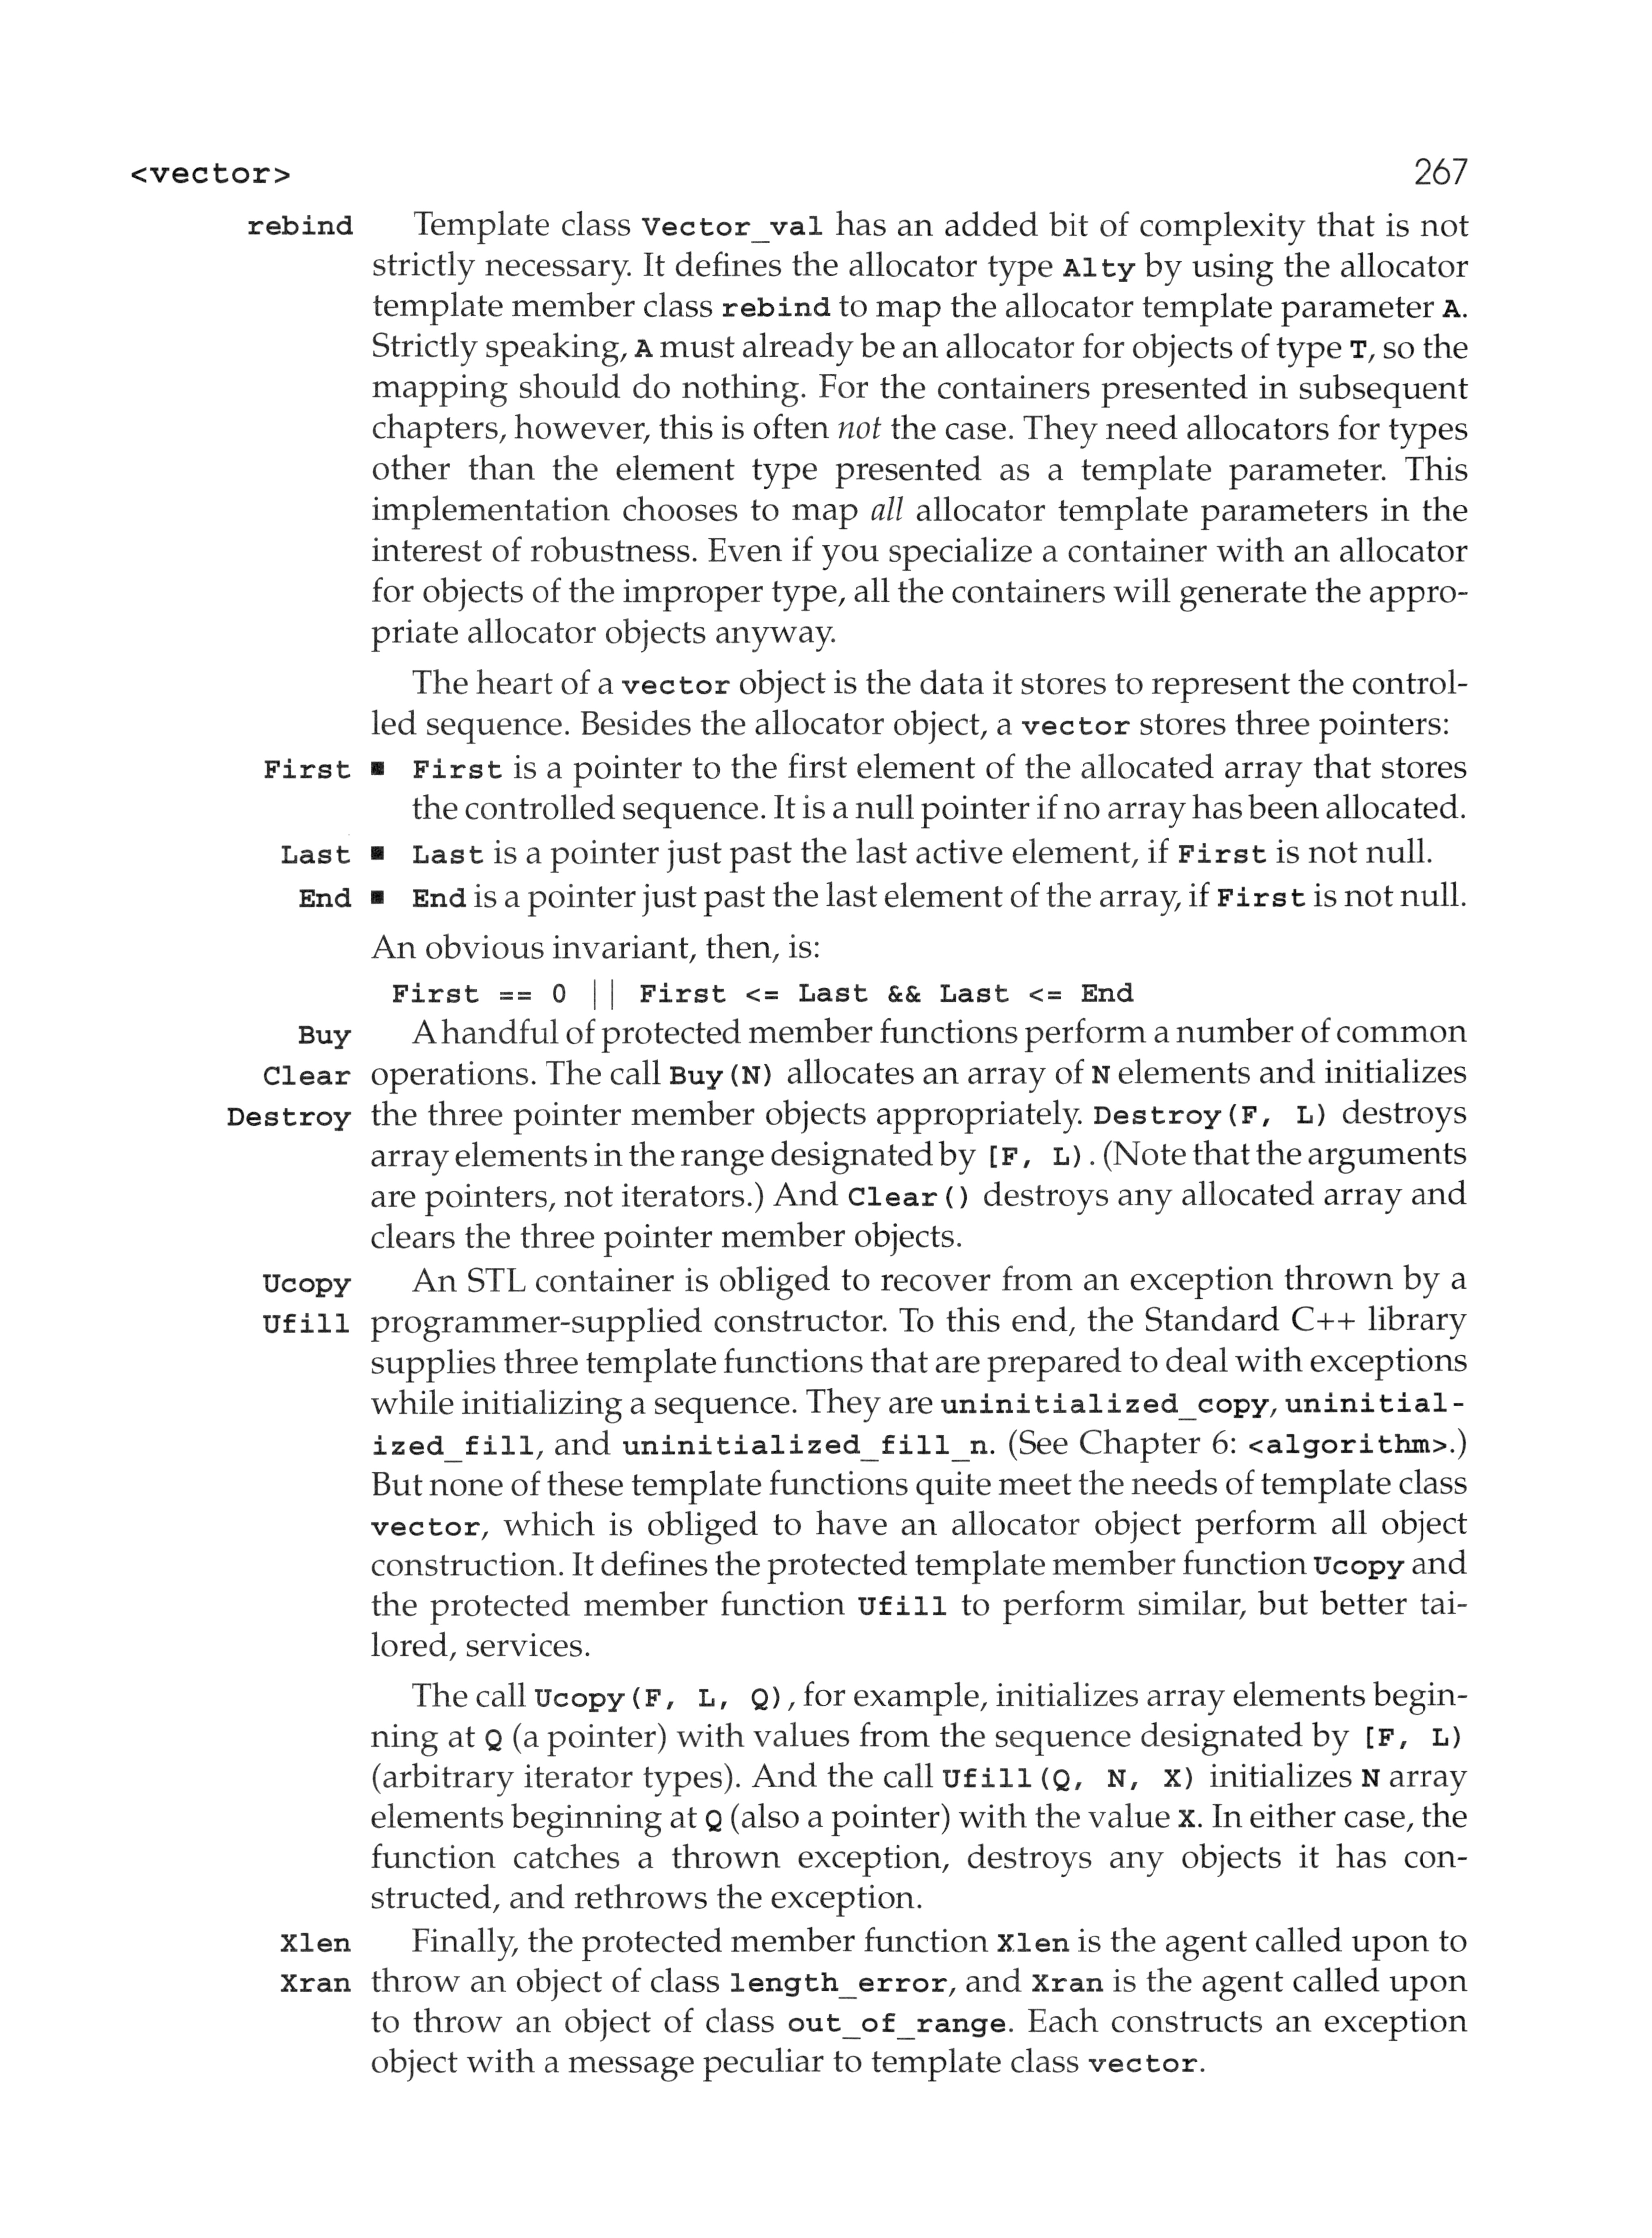 <vector> 267
rebind Template class Vector_val has an added bit of complexity that is not
strictly necessary. It defines the allocator type Alty by using the allocator
template member class rebind to map the allocator template parameter A.
Strictly speaking, A must already be an allocator for objects of type T, so the
mapping should do nothing. For the containers presented in subsequent
chapters, however, this is often not the case. They need allocators for types
other than the element type presented as a template parameter. This
implementation chooses to map all allocator template parameters in the
interest of robustness. Even if you specialize a container with an allocator
for objects of the improper type, all the containers will generate the appro-
priate allocator objects anyway.
The heart of a vector object is the data it stores to represent the control-
led sequence. Besides the allocator object, a vector stores three pointers:
First ■ First is a pointer to the first element of the allocated array that stores
the controlled sequence. It is a null pointer if no array has been allocated.
Last ■ Last is a pointer just past the last active element, if First is not null.
End ■ End is a pointer just past the last element of the array, if First is not null.
An obvious invariant, then, is:
First == 0 || First <= Last && Last <= End
Buy A handful of protected member functions perform a number of common
Clear operations. The call Buy(N) allocates an array of N elements and initializes
Destroy the three pointer member objects appropriately. Destroy(F, L) destroys
array elements in the range designated by [F, L). (Note that the arguments
are pointers, not iterators.) And Clear() destroys any allocated array and
clears the three pointer member objects.
Ucopy An STL container is obliged to recover from an exception thrown by a
Ufill programmer-supplied constructor. To this end, the Standard C++ library
supplies three template functions that are prepared to deal with exceptions
while initializing a sequence. They are uninitialized_copy, uninitial-
ized_fill, and uninitialized_fill_n. (See Chapter 6: <algorithm>.)
But none of these template functions quite meet the needs of template class
vector, which is obliged to have an allocator object perform all object
construction. It defines the protected template member function Ucopy and
the protected member function Ufill to perform similar, but better tai-
lored, services.
The call Ucopy(F, L, Q), for example, initializes array elements begin-
ning at Q (a pointer) with values from the sequence designated by [F, L)
(arbitrary iterator types). And the call Ufill(Q, N, X) initializes N array
elements beginning at Q (also a pointer) with the value X. In either case, the
function catches a thrown exception, destroys any objects it has con-
structed, and rethrows the exception.
Xlen Finally, the protected member function Xlen is the agent called upon to
Xran throw an object of class length_error, and Xran is the agent called upon
to throw an object of class out_of_range. Each constructs an exception
object with a message peculiar to template class vector.